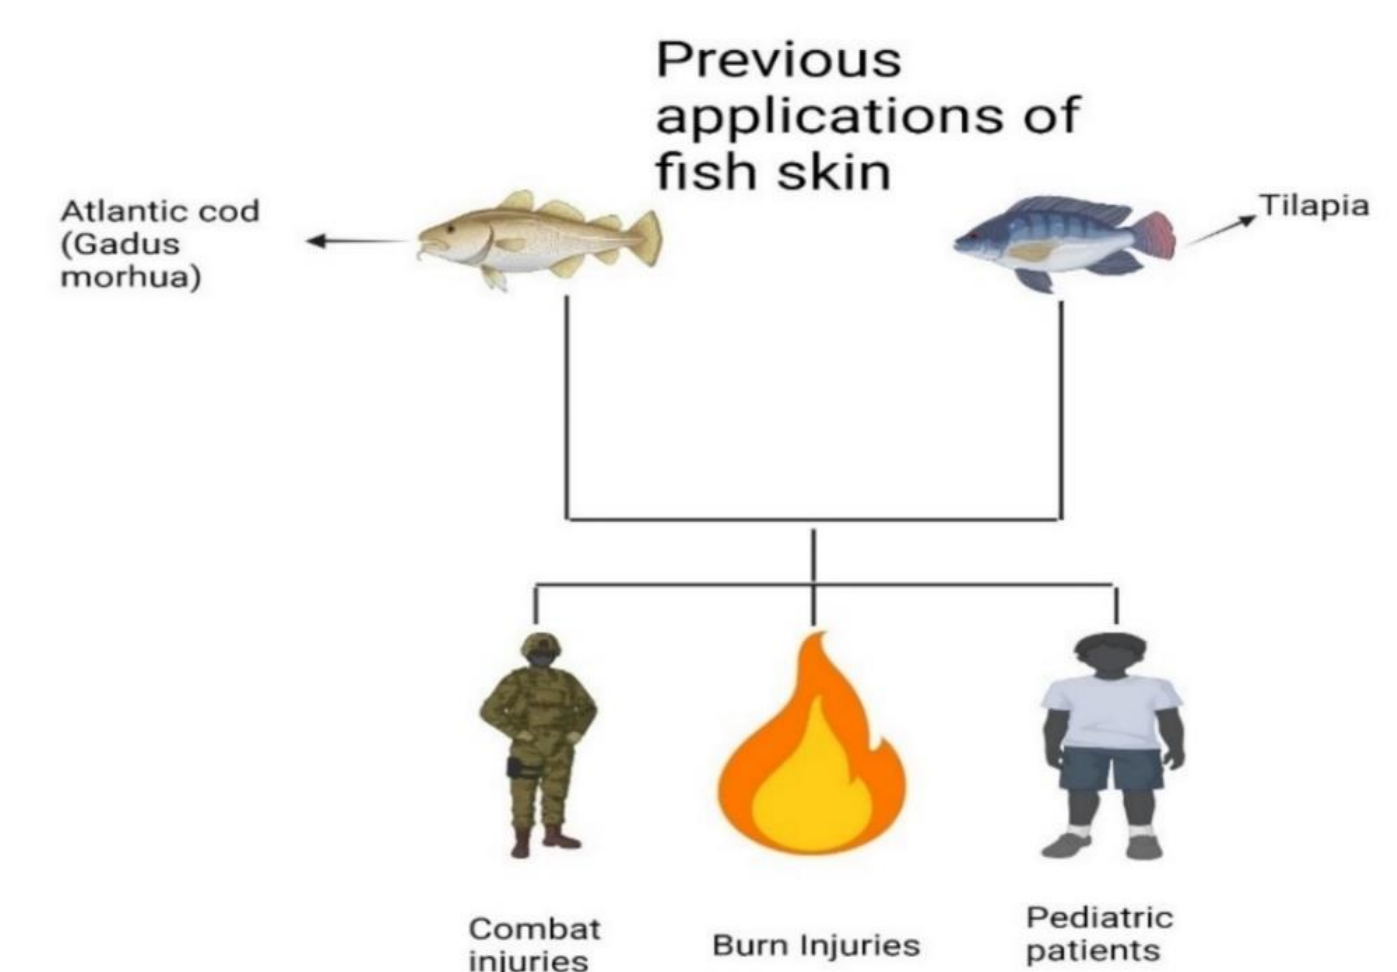 Previous
applications of
fish skin
Atlantic cod
(Gadus
morhua)
Tilapia
Combat
injuries
Burn Injuries
Pediatric
patients